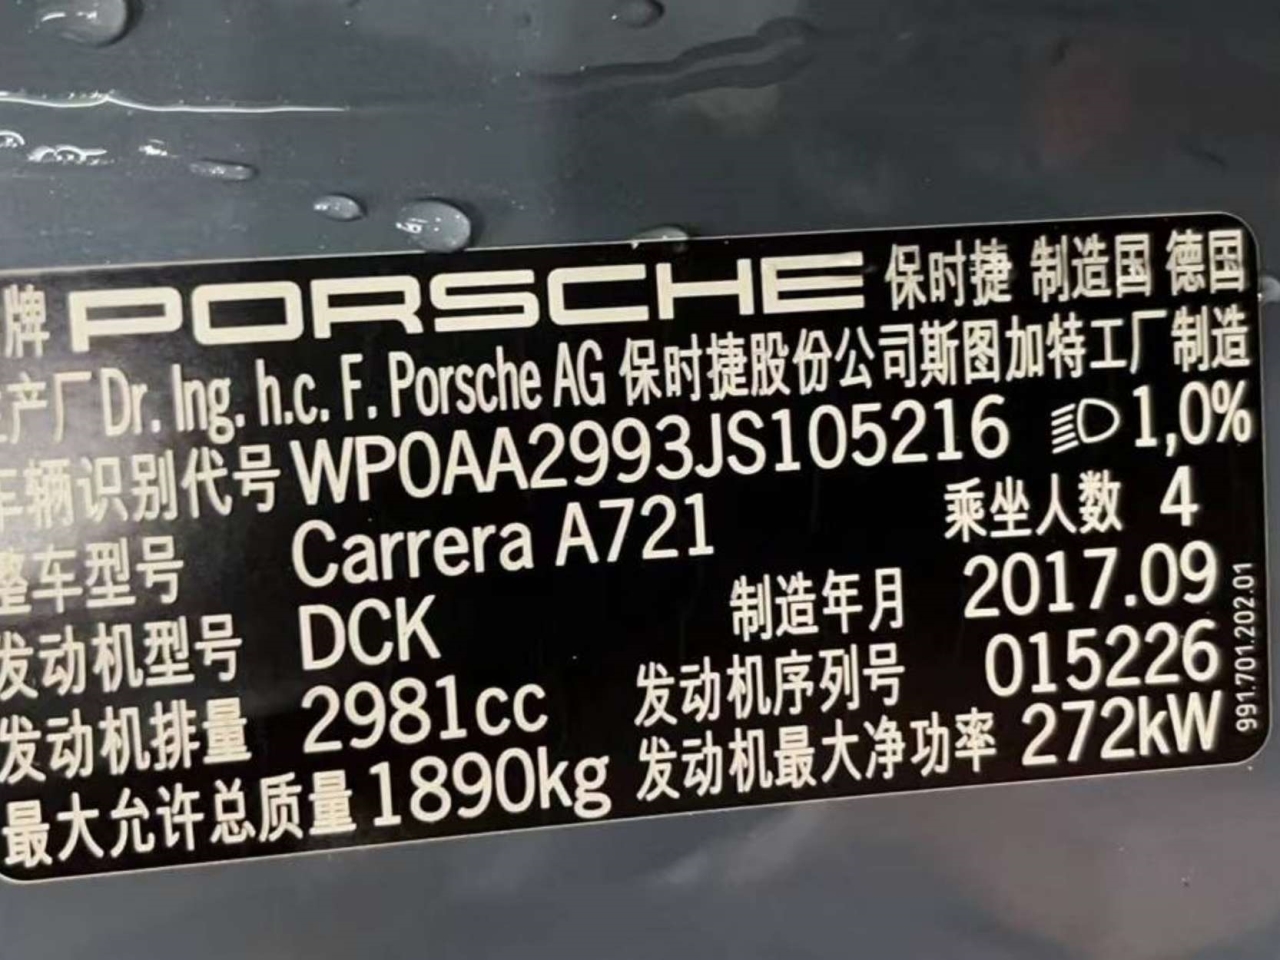 牌 PORSCHE 保时捷 制造国 德国
生产厂 Dr. Ing. h.c. F. Porsche AG 保时捷股份公司斯图加特工厂制造
车辆识别代号 WP0AA2993JS105216 1,0%
整车型号 Carrera A721 乘坐人数 4
发动机型号 DCK 制造年月 2017.09
发动机排量 2981cc 发动机序列号 015226
最大允许总质量 1890kg 发动机最大净功率 272kW
991.701.202.01